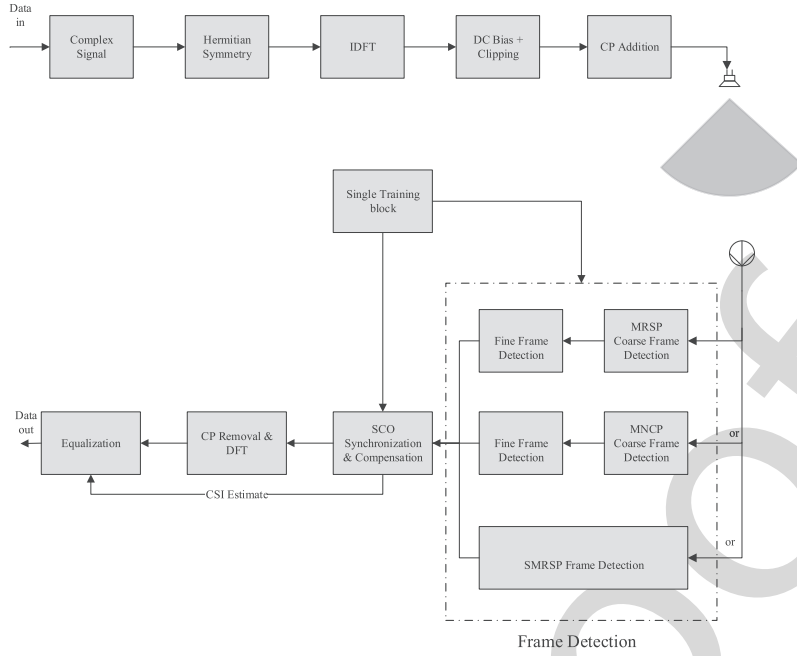 Data
in
Complex
Signal
Hermitian
Symmetry
IDFT
DC Bias +
Clipping
CP Addition
Single Training
block
Fine Frame
Detection
MRSP
Coarse Frame
Detection
Data
out
Equalization
CP Removal &
DFT
SCO
Synchronization
& Compensation
Fine Frame
Detection
MNCP
Coarse Frame
Detection
or
CSI Estimate
or
SMRSP Frame Detection
Frame Detection